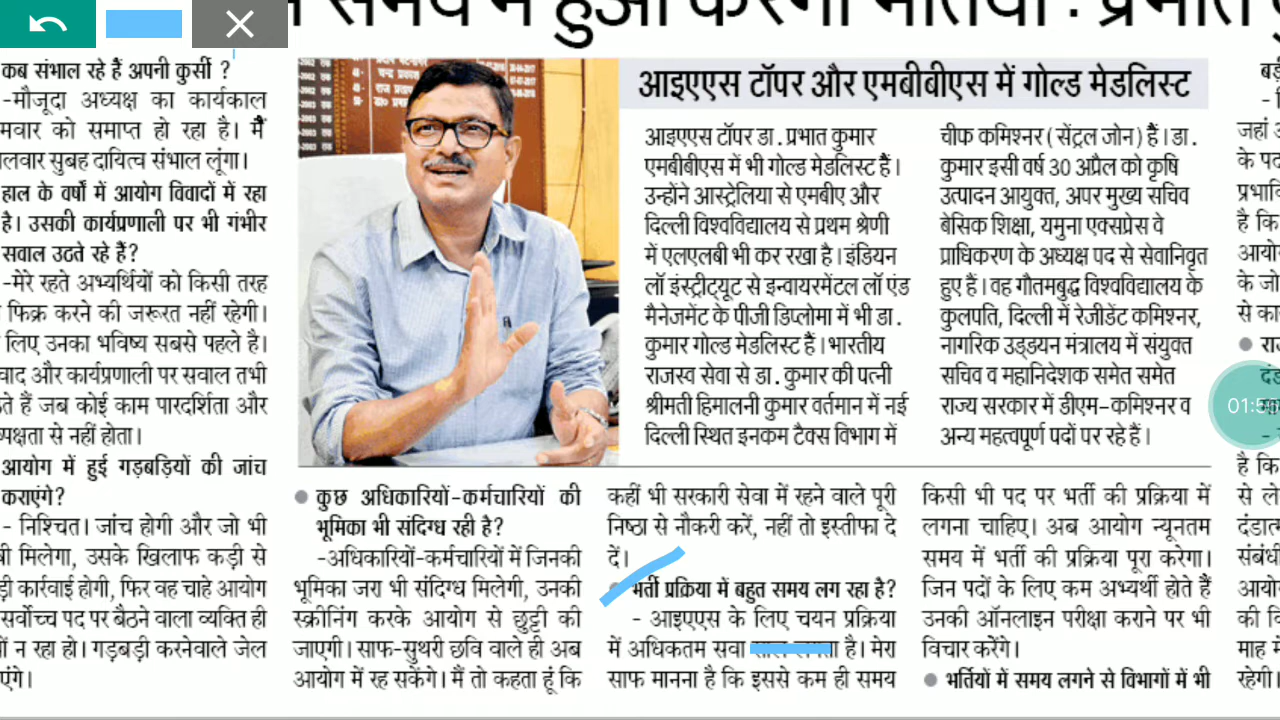 समय में हुआ करेगी भर्तियां : प्रभात
कब संभाल रहे हैं अपनी कुर्सी ?
-मौजूदा अध्यक्ष का कार्यकाल
मवार को समाप्त हो रहा है। मैं
लवार सुबह दायित्व संभाल लूंगा।
हाल के वर्षों में आयोग विवादों में रहा
है। उसकी कार्यप्रणाली पर भी गंभीर
सवाल उठते रहे हैं?
-मेरे रहते अभ्यर्थियों को किसी तरह
फिक्र करने की जरूरत नहीं रहेगी।
लिए उनका भविष्य सबसे पहले है।
वाद और कार्यप्रणाली पर सवाल तभी
ते हैं जब कोई काम पारदर्शिता और
पक्षता से नहीं होता।
आयोग में हुई गड़बड़ियों की जांच
कराएंगे?
- निश्चित। जांच होगी और जो भी
मिलेगा, उसके खिलाफ कड़ी से
ड़ी कार्रवाई होगी, फिर वह चाहे आयोग
सर्वोच्च पद पर बैठने वाला व्यक्ति ही
न रहा हो। गड़बड़ी करनेवाले जेल
एंगे।
आइएएस टॉपर और एमबीबीएस में गोल्ड मेडलिस्ट
आइएएस टॉपर डा. प्रभात कुमार
एमबीबीएस में भी गोल्ड मेडलिस्ट हैं।
उन्होंने आस्ट्रेलिया से एमबीए और
दिल्ली विश्वविद्यालय से प्रथम श्रेणी
में एलएलबी भी कर रखा है। इंडियन
लॉ इंस्ट्रीट्यूट से इन्वायरमेंटल लॉ एंड
मैनेजमेंट के पीजी डिप्लोमा में भी डा.
कुमार गोल्ड मेडलिस्ट हैं। भारतीय
राजस्व सेवा से डा. कुमार की पत्नी
श्रीमती हिमालनी कुमार वर्तमान में नई
दिल्ली स्थित इनकम टैक्स विभाग में
चीफ कमिश्नर (सेंट्रल जोन) हैं। डा.
कुमार इसी वर्ष 30 अप्रैल को कृषि
उत्पादन आयुक्त, अपर मुख्य सचिव
बेसिक शिक्षा, यमुना एक्सप्रेस वे
प्राधिकरण के अध्यक्ष पद से सेवानिवृत
हुए हैं। वह गौतमबुद्ध विश्वविद्यालय के
कुलपति, दिल्ली में रेजीडेंट कमिश्नर,
नागरिक उड्डयन मंत्रालय में संयुक्त
सचिव व महानिदेशक समेत समेत
राज्य सरकार में डीएम-कमिश्नर व
अन्य महत्वपूर्ण पदों पर रहे हैं।
कुछ अधिकारियों-कर्मचारियों की
भूमिका भी संदिग्ध रही है?
-अधिकारियों-कर्मचारियों में जिनकी
भूमिका जरा भी संदिग्ध मिलेगी, उनकी
स्क्रीनिंग करके आयोग से छुट्टी की
जाएगी। साफ-सुथरी छवि वाले ही अब
आयोग में रह सकेंगे। मैं तो कहता हूं कि
कहीं भी सरकारी सेवा में रहने वाले पूरी
निष्ठा से नौकरी करें, नहीं तो इस्तीफा दे
दें।
भर्ती प्रक्रिया में बहुत समय लग रहा है?
- आइएएस के लिए चयन प्रक्रिया
में अधिकतम सवा साल लगता है। मेरा
साफ मानना है कि इससे कम ही समय
किसी भी पद पर भर्ती की प्रक्रिया में
लगना चाहिए। अब आयोग न्यूनतम
समय में भर्ती की प्रक्रिया पूरा करेगा।
जिन पदों के लिए कम अभ्यर्थी होते हैं
उनकी ऑनलाइन परीक्षा कराने पर भी
विचार करेंगे।
भर्तियों में समय लगने से विभागों में भी
जहां
के पद
प्रभावि
है कि
आयो
के जो
से का
है कि
से लो
दंडात
संबंधी
आयो
की वि
माह में
रहेगी।